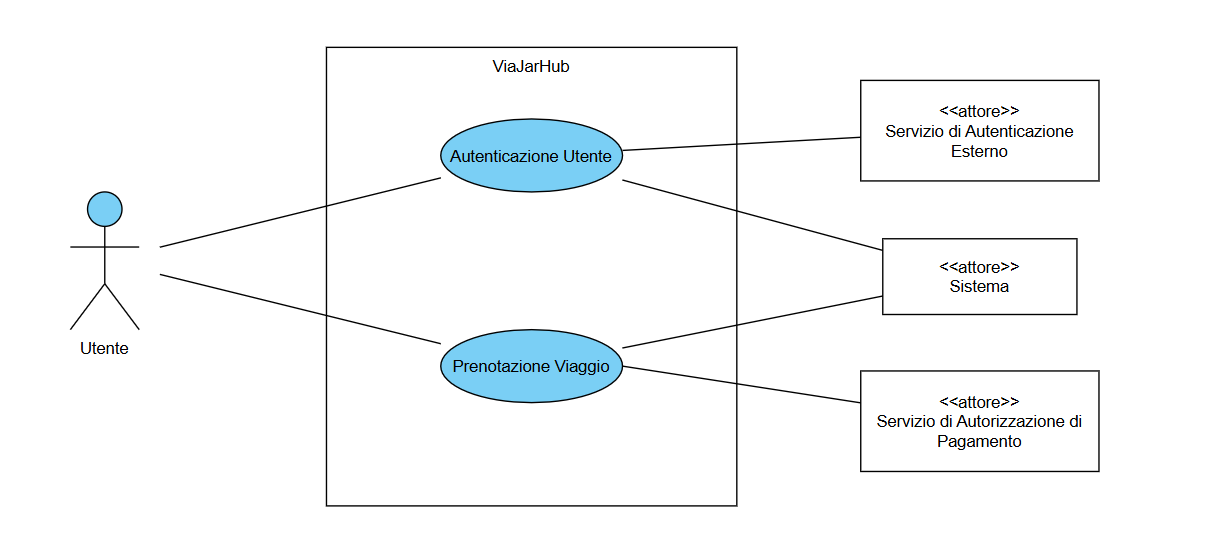 ViaJarHub
<<attore>>
Servizio di Autenticazione
Esterno
Autenticazione Utente
<<attore>>
Sistema
Utente
Prenotazione Viaggio
<<attore>>
Servizio di Autorizzazione di
Pagamento